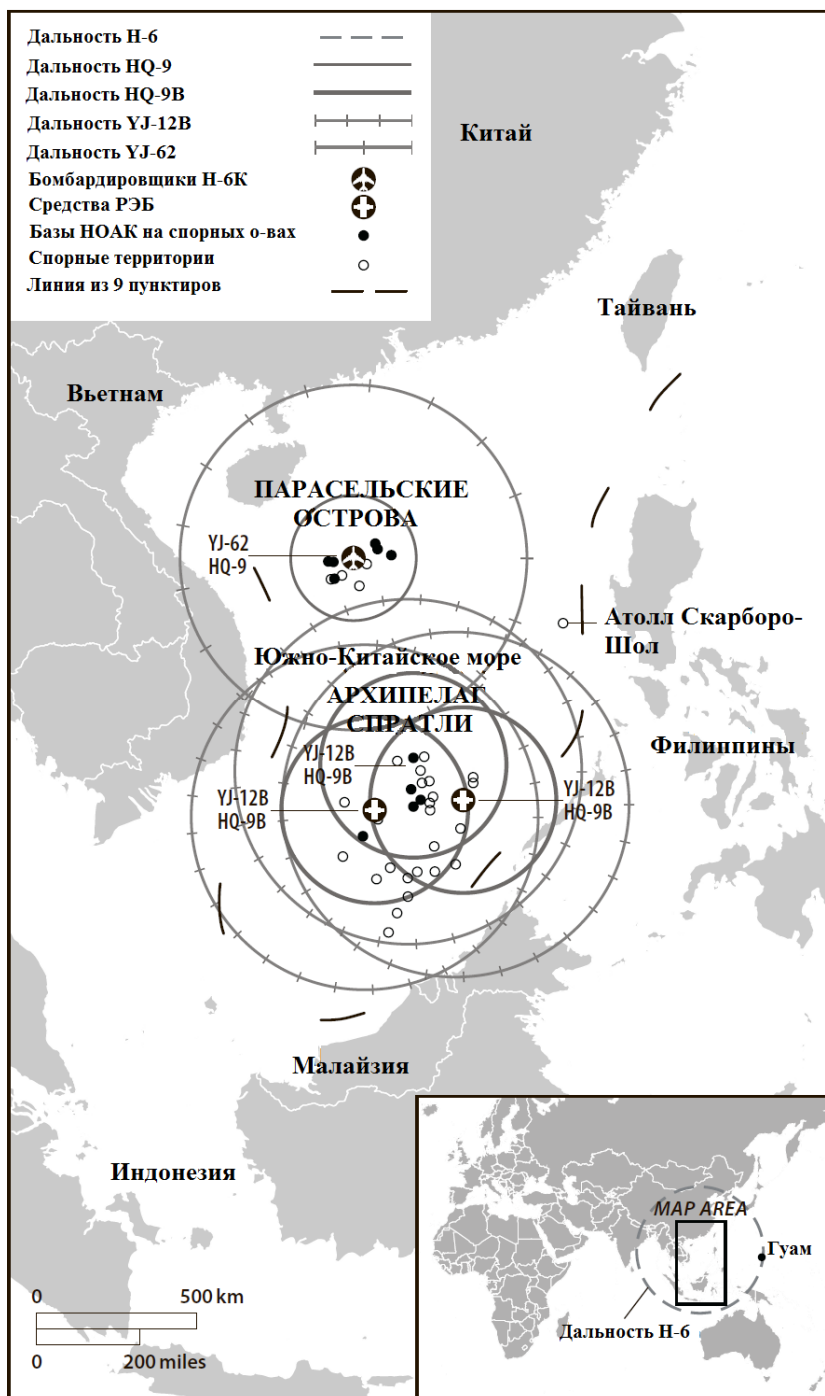 Дальность H-6
Дальность HQ-9
Дальность HQ-9B
Дальность YJ-12B
Дальность YJ-62
Бомбардировщики H-6K
Средства РЭБ
Базы НОАК на спорных о-вах
Спорные территории
Линия из 9 пунктиров
Китай
Тайвань
Вьетнам
ПАРАСЕЛЬСКИЕ
ОСТРОВА
YJ-62
HQ-9
Атолл Скарборо-
Шол
Южно-Китайское море
АРХИПЕЛАГ
СПРАТЛИ
Филиппины
YJ-12B
HQ-9B
YJ-12B
HQ-9B
YJ-12B
HQ-9B
Малайзия
Индонезия
MAP AREA
Гуам
Дальность H-6
0 500 km
0 200 miles